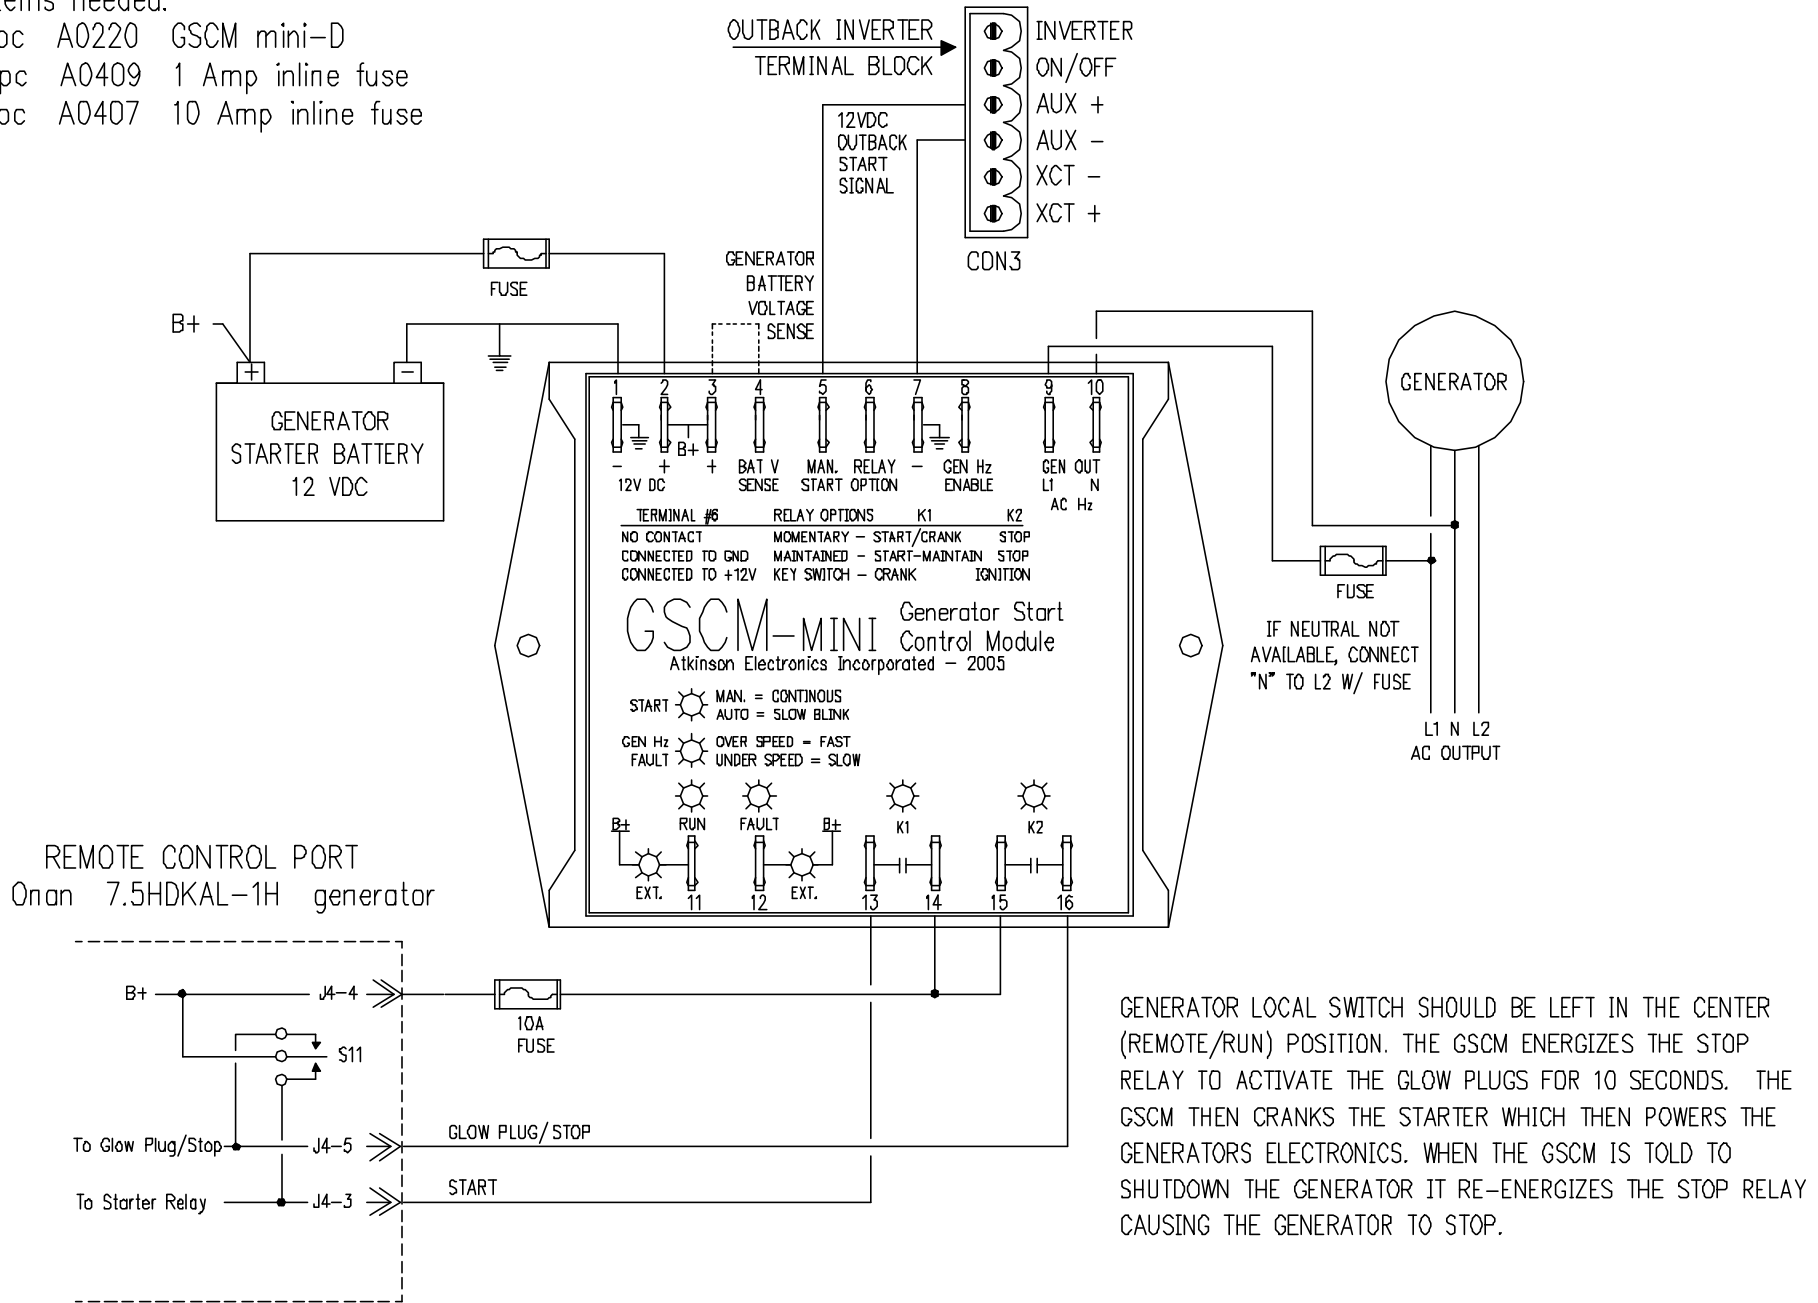 needed.
A0220 GSCM mini-D
A0409 1 Amp inline fuse
A0407 10 Amp inline fuse
OUTBACK INVERTER
TERMINAL BLOCK
INVERTER
ON/OFF
AUX +
AUX -
XCT -
XCT +
CON3
12VDC
OUTBACK
START
SIGNAL
GENERATOR
BATTERY
VOLTAGE
SENSE
FUSE
B+
+ -
GENERATOR
STARTER BATTERY
12 VDC
GENERATOR
1 2 3 4 5 6 7 8 9 10
B+
- + + BAT V MAN. RELAY - GEN Hz GEN OUT
12V DC SENSE START OPTION ENABLE L1 N
AC Hz
TERMINAL #6 RELAY OPTIONS K1 K2
NO CONTACT MOMENTARY - START/CRANK STOP
CONNECTED TO GND MAINTAINED - START-MAINTAIN STOP
CONNECTED TO +12V KEY SWITCH - CRANK IGNITION
GSCM-MINI Generator Start
Control Module
Atkinson Electronics Incorporated - 2005
START MAN. = CONTINOUS
AUTO = SLOW BLINK
GEN Hz OVER SPEED = FAST
FAULT UNDER SPEED = SLOW
B+ RUN FAULT B+ K1 K2
EXT. EXT.
11 12 13 14 15 16
FUSE
IF NEUTRAL NOT
AVAILABLE, CONNECT
"N" TO L2 W/ FUSE
L1 N L2
AC OUTPUT
REMOTE CONTROL PORT
Onan 7.5HDKAL-1H generator
B+ J4-4
10A
FUSE
S11
To Glow Plug/Stop J4-5 GLOW PLUG/STOP
To Starter Relay J4-3 START
GENERATOR LOCAL SWITCH SHOULD BE LEFT IN THE CENTER
(REMOTE/RUN) POSITION. THE GSCM ENERGIZES THE STOP
RELAY TO ACTIVATE THE GLOW PLUGS FOR 10 SECONDS. THE
GSCM THEN CRANKS THE STARTER WHICH THEN POWERS THE
GENERATORS ELECTRONICS. WHEN THE GSCM IS TOLD TO
SHUTDOWN THE GENERATOR IT RE-ENERGIZES THE STOP RELAY
CAUSING THE GENERATOR TO STOP.